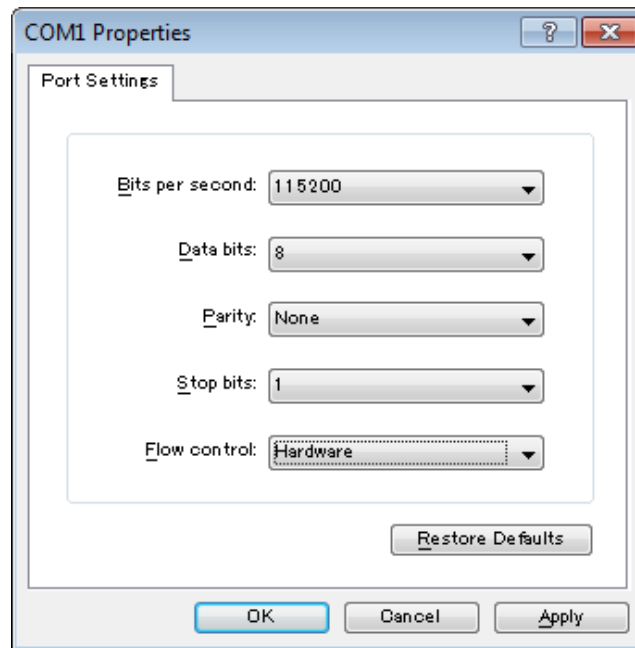 COM1 Properties
Port Settings
Bits per second: 115200
Data bits: 8
Parity: None
Stop bits: 1
Flow control: Hardware
Restore Defaults
OK Cancel Apply